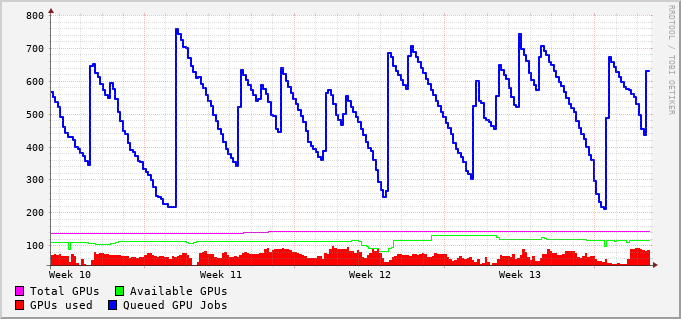 800
700
600
500
400
300
200
100
Week 10 Week 11 Week 12 Week 13
Total GPUs Available GPUs
GPUs used Queued GPU Jobs
RRDTOOL / TOBI OETIKER